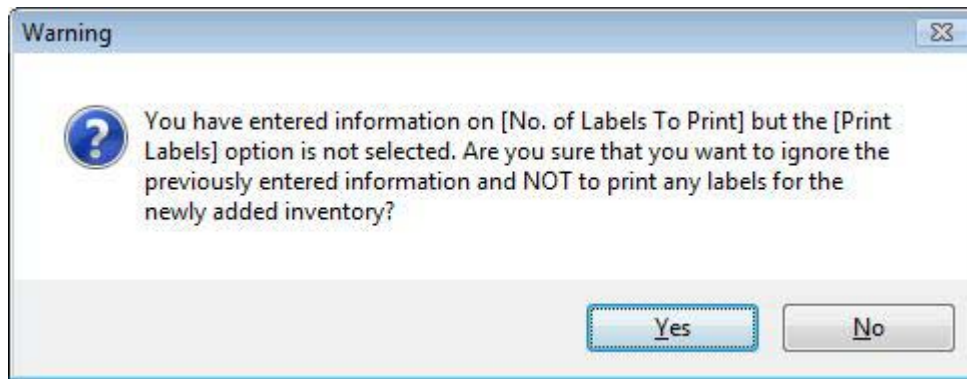 Warning
You have entered information on [No. of Labels To Print] but the [Print
Labels] option is not selected. Are you sure that you want to ignore the
previously entered information and NOT to print any labels for the
newly added inventory?
Yes
No